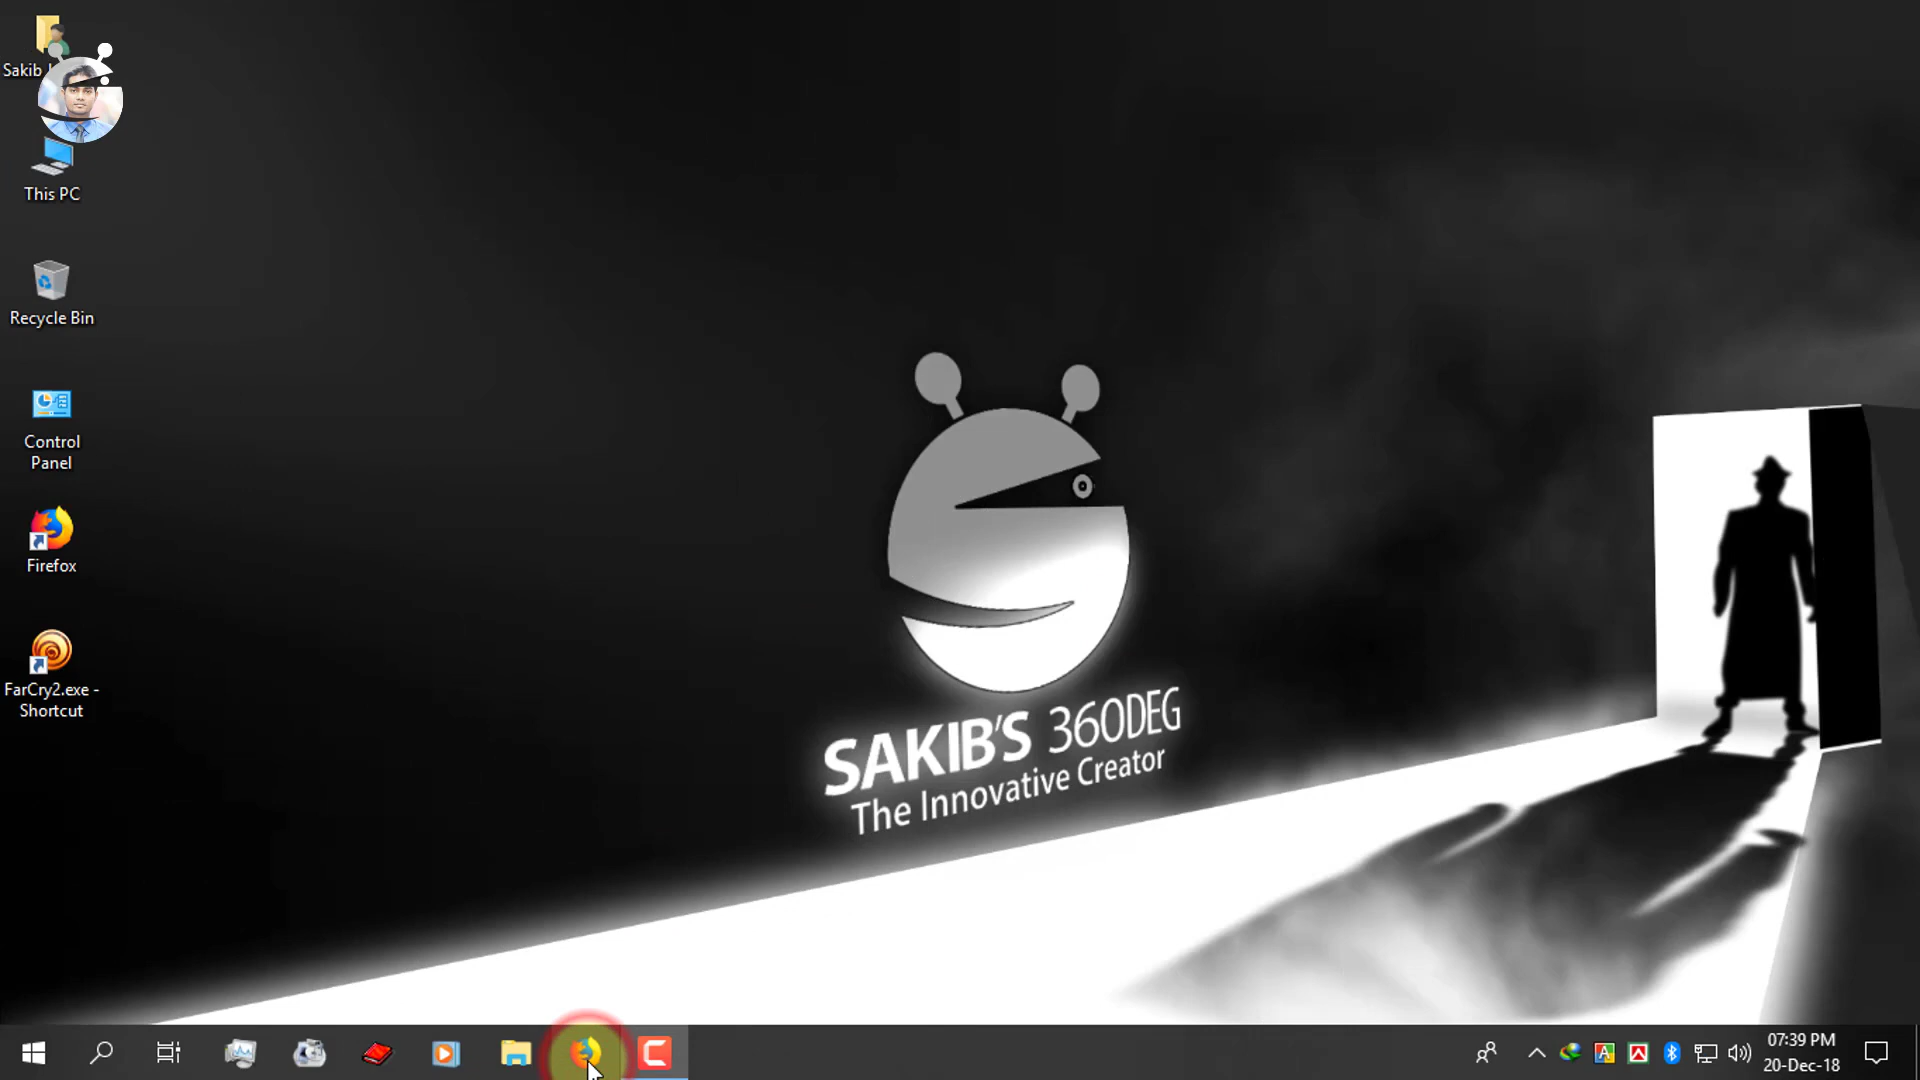 Sakib
This PC
Recycle Bin
Control
Panel
Firefox
FarCry2.exe -
Shortcut
SAKIB'S 360DEG
The Innovative Creator
07:39 PM
20-Dec-18